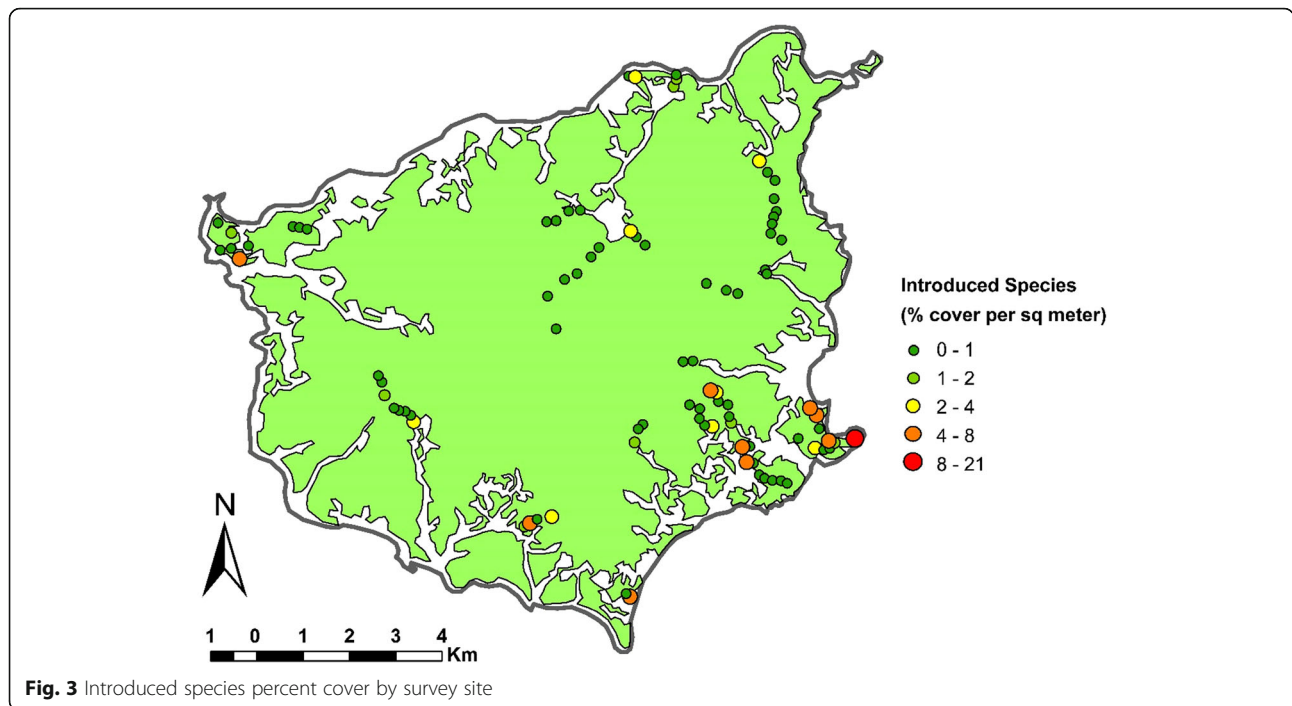 Introduced Species
(% cover per sq meter)
0 - 1
1 - 2
2 - 4
4 - 8
8 - 21
N
1 0 1 2 3 4
Km
Fig. 3 Introduced species percent cover by survey site